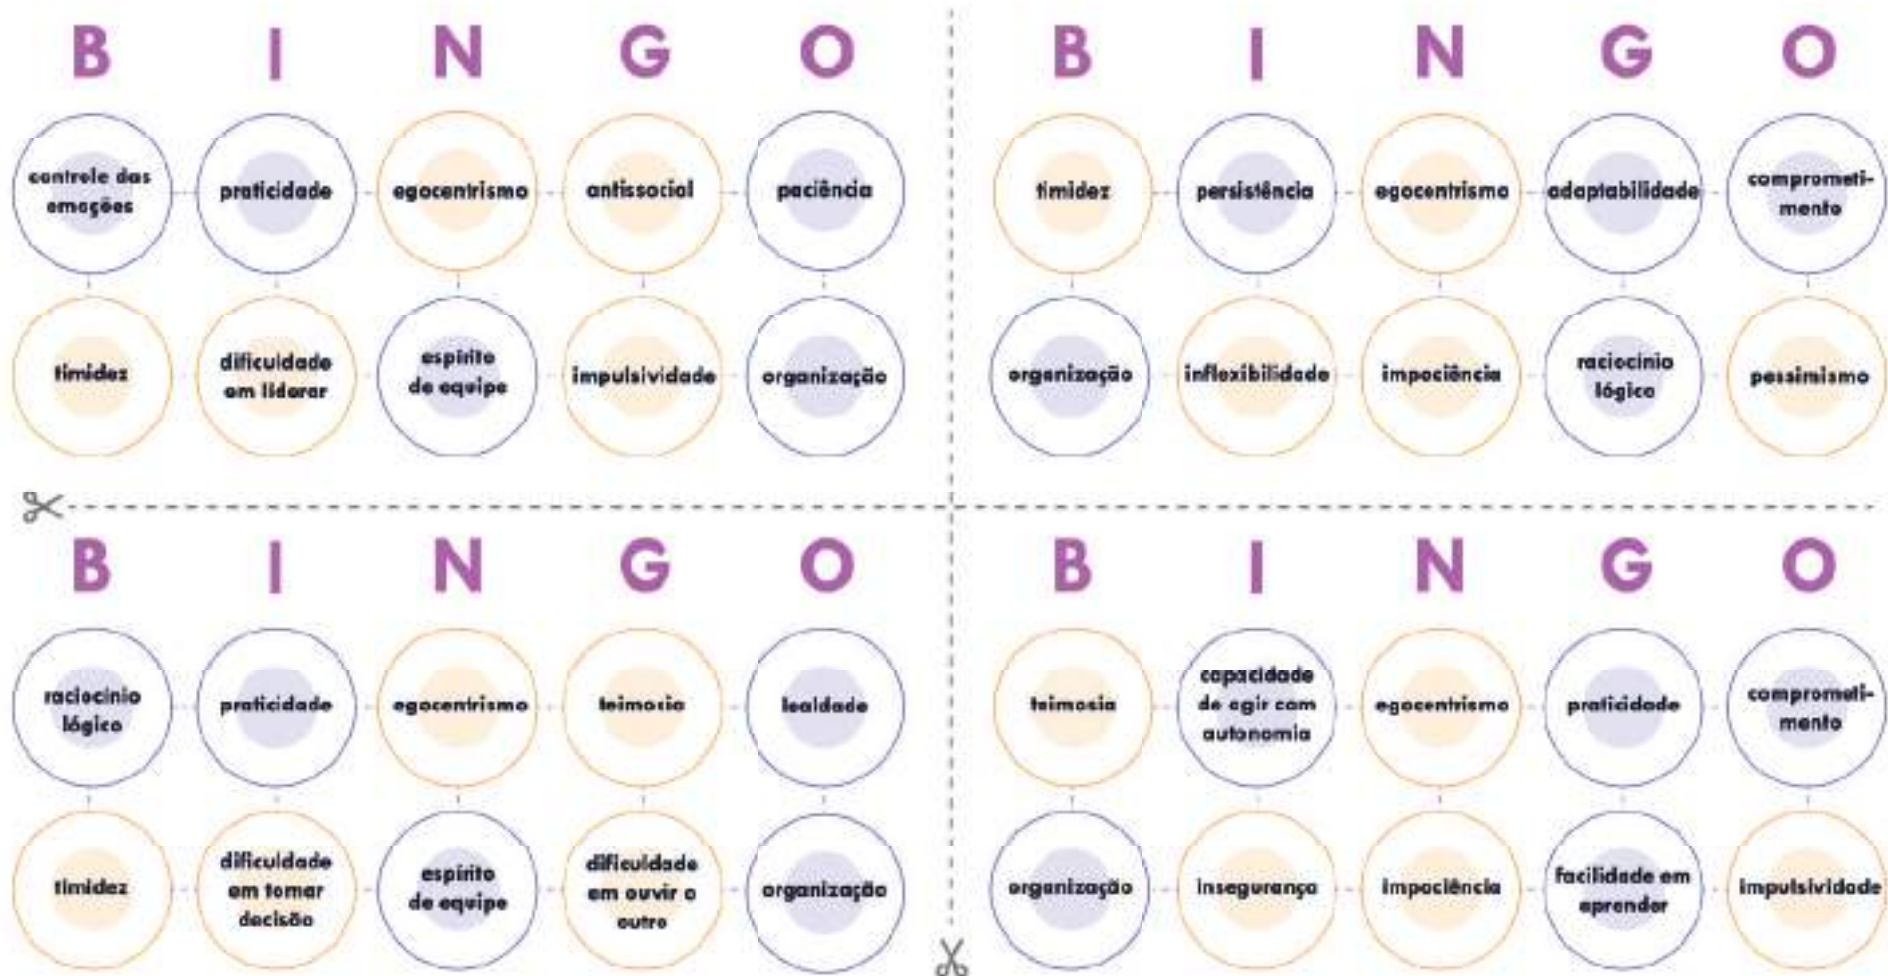 B I N G O
controle das
emoções
praticidade
egocentrismo
antissocial
paciência
timidez
dificuldade
em liderar
espírito
de equipe
impulsividade
organização
B I N G O
timidez
persistência
egocentrismo
adaptabilidade
comprometi-
mento
organização
inflexibilidade
impaciência
raciocínio
lógico
pessimismo
B I N G O
raciocínio
lógico
praticidade
egocentrismo
teimosia
lealdade
timidez
dificuldade
em tomar
decisão
espírito
de equipe
dificuldade
em ouvir o
outro
organização
B I N G O
teimosia
capacidade
de agir com
autonomia
egocentrismo
praticidade
comprometi-
mento
organização
insegurança
impaciência
facilidade em
aprender
impulsividade